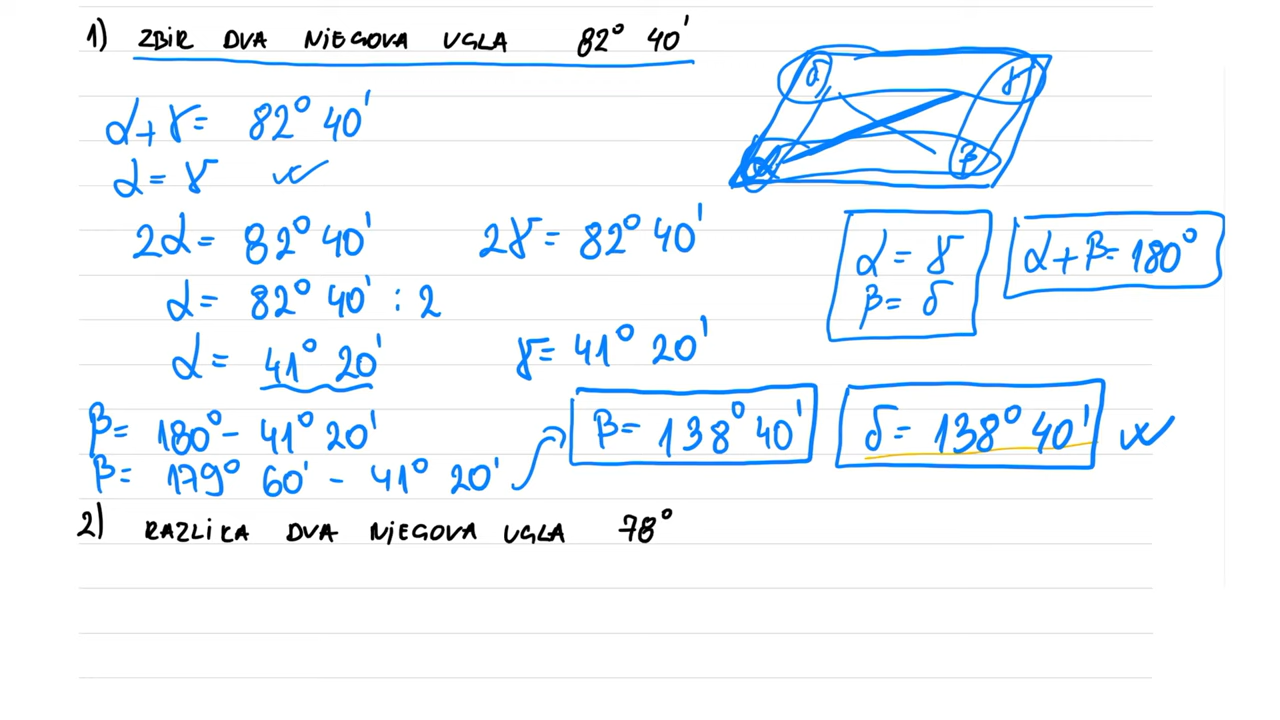 1) ZBIR DVA NJEGOVA UGLA 82° 40'
α+γ= 82° 40'
α= γ
2α= 82° 40' 2γ= 82° 40'
α= 82° 40' : 2
α= 41° 20' γ= 41° 20'
β= 180°- 41° 20'
β= 179° 60' - 41° 20'
β= 138° 40' δ= 138° 40'
δ γ
α β
α = γ
β= δ
α+β=180°
2) RAZLIKA DVA NJEGOVA UGLA 78°